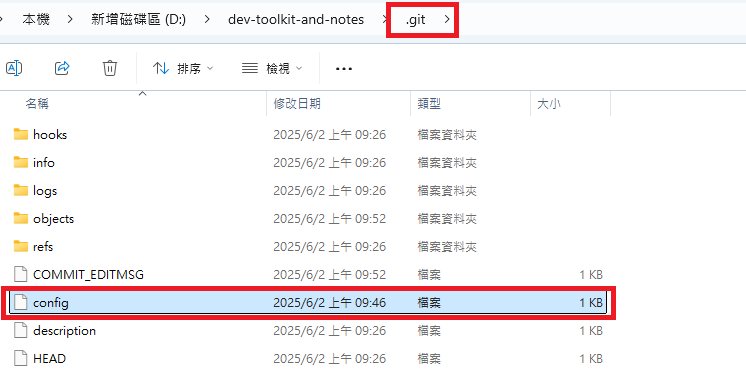 本機 > 新增磁碟區 (D:) > dev-toolkit-and-notes > .git >
排序 檢視 ...
名稱 修改日期 類型 大小
hooks 2025/6/2 上午 09:26 檔案資料夾
info 2025/6/2 上午 09:26 檔案資料夾
logs 2025/6/2 上午 09:26 檔案資料夾
objects 2025/6/2 上午 09:52 檔案資料夾
refs 2025/6/2 上午 09:26 檔案資料夾
COMMIT_EDITMSG 2025/6/2 上午 09:52 檔案 1 KB
config 2025/6/2 上午 09:46 檔案 1 KB
description 2025/6/2 上午 09:26 檔案 1 KB
HEAD 2025/6/2 上午 09:26 檔案 1 KB